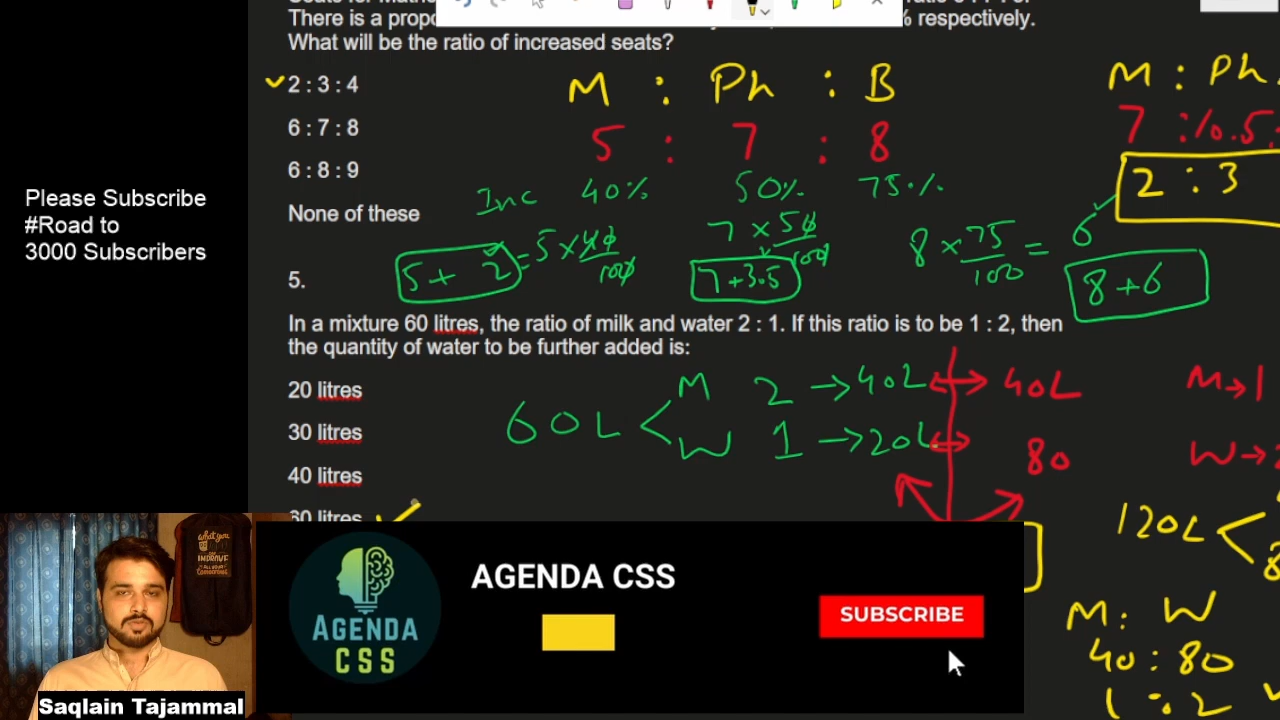 There is a propo
% respectively.
What will be the ratio of increased seats?
2 : 3 : 4
6 : 7 : 8
6 : 8 : 9
None of these
M : Ph : B
5 : 7 : 8
Inc 40% 50% 75%
5 + 2 = 5 × 40/100
7 × 50/100
7 + 3.5
8 × 75/100 = 6
8 + 6
M : Ph
7 : 10.5 :
2 : 3
Please Subscribe
#Road to
3000 Subscribers
5.
In a mixture 60 litres, the ratio of milk and water 2 : 1. If this ratio is to be 1 : 2, then
the quantity of water to be further added is:
20 litres
30 litres
40 litres
60 litres
60L
M 2 → 40L
W 1 → 20L
40L
80
M → 1
W →
120L
M : W
40 : 80
1 : 2
what you
IMPROVE
AGENDA
CSS
AGENDA CSS
SUBSCRIBE
Saqlain Tajammal